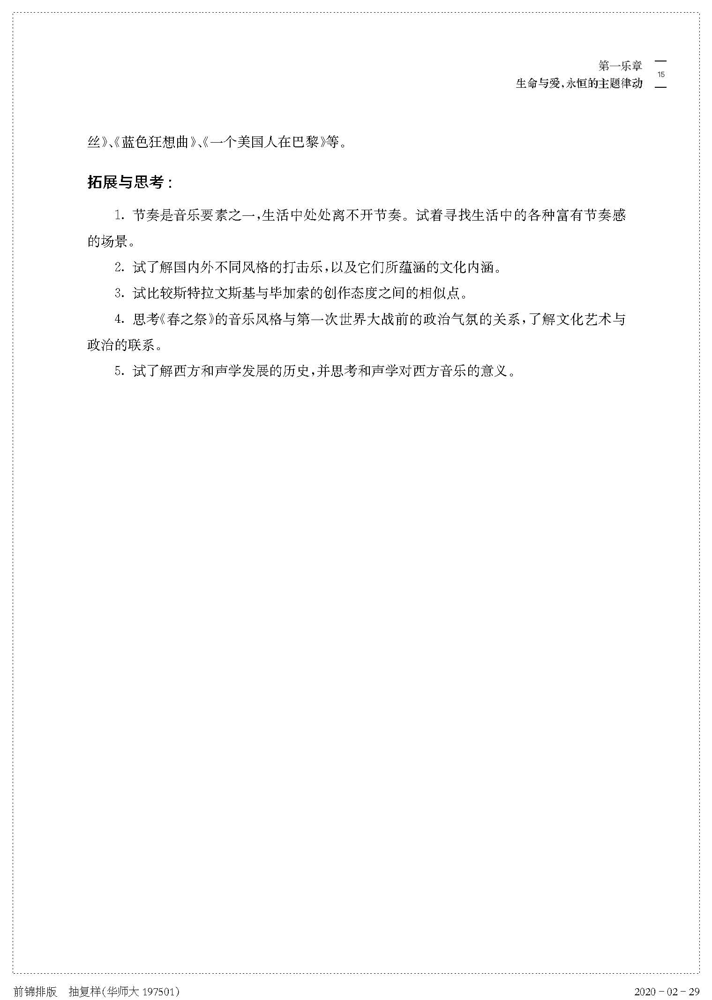 第一乐章
15
生命与爱，永恒的主题律动
丝》、《蓝色狂想曲》、《一个美国人在巴黎》等。
拓展与思考：
1. 节奏是音乐要素之一，生活中处处离不开节奏。试着寻找生活中的各种富有节奏感
的场景。
2. 试了解国内外不同风格的打击乐，以及它们所蕴涵的文化内涵。
3. 试比较斯特拉文斯基与毕加索的创作态度之间的相似点。
4. 思考《春之祭》的音乐风格与第一次世界大战前的政治气氛的关系，了解文化艺术与
政治的联系。
5. 试了解西方和声学发展的历史，并思考和声学对西方音乐的意义。
前锦排版　抽复样（华师大 197501）
2020－02－29